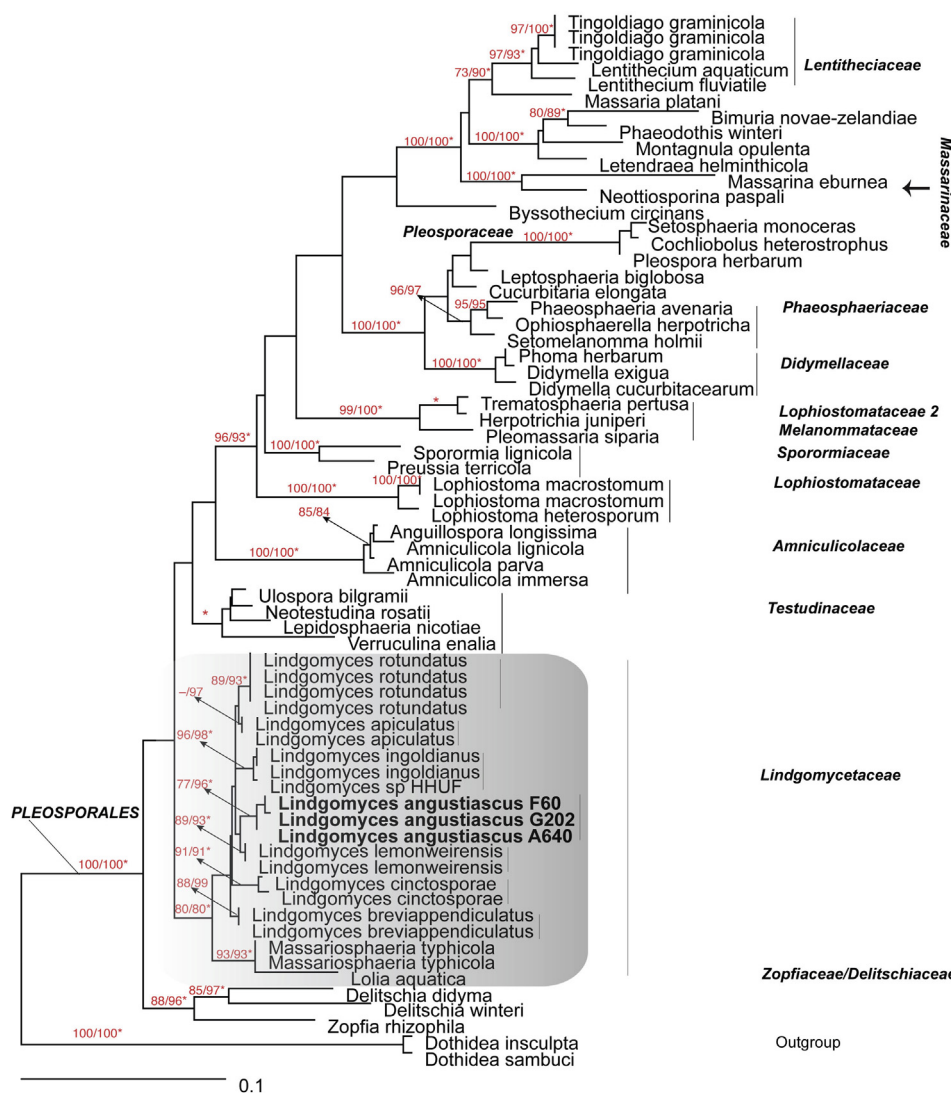 Tingoldiago graminicola
97/100*
Tingoldiago graminicola
Tingoldiago graminicola
97/93*
Lentitheciaceae
Lentithecium aquaticum
73/90*
Lentithecium fluviatile
Massaria platani
80/89*
Bimuria novae-zelandiae
Phaeodothis winteri
100/100*
100/100*
Montagnula opulenta
Letendraea helminthicola
Massarinaceae
100/100*
Massarina eburnea
Neottiosporina paspali
Byssothecium circinans
Pleosporaceae
Setosphaeria monoceras
100/100*
Cochliobolus heterostrophus
Pleospora herbarum
Leptosphaeria biglobosa
96/97
Cucurbitaria elongata
95/95
Phaeosphaeria avenaria
Phaeosphaeriaceae
100/100*
Ophiosphaerella herpotricha
Setomelanomma holmii
Phoma herbarum
100/100*
Didymellaceae
Didymella exigua
Didymella cucurbitacearum
*
Trematosphaeria pertusa
99/100*
Lophiostomataceae 2
Herpotrichia juniperi
Melanommataceae
Pleomassaria siparia
96/93*
100/100*
Sporormia lignicola
Sporormiaceae
Preussia terricola
100/100*
Lophiostoma macrostomum
Lophiostomataceae
100/100*
Lophiostoma macrostomum
Lophiostoma heterosporum
85/84
Anguillospora longissima
100/100*
Amniculicola lignicola
Amniculicolaceae
Amniculicola parva
Amniculicola immersa
Ulospora bilgramii
*
Neotestudina rosatii
Testudinaceae
Lepidosphaeria nicotiae
Verruculina enalia
Lindgomyces rotundatus
89/93*
Lindgomyces rotundatus
–/97
Lindgomyces rotundatus
Lindgomyces rotundatus
Lindgomyces apiculatus
96/98*
Lindgomyces apiculatus
Lindgomyces ingoldianus
Lindgomyces ingoldianus
Lindgomycetaceae
77/96*
Lindgomyces sp HHUF
Lindgomyces angustiascus F60
PLEOSPORALES
Lindgomyces angustiascus G202
89/93*
Lindgomyces angustiascus A640
91/91*
Lindgomyces lemonweirensis
100/100*
Lindgomyces lemonweirensis
88/99
Lindgomyces cinctosporae
Lindgomyces cinctosporae
80/80*
Lindgomyces breviappendiculatus
Lindgomyces breviappendiculatus
93/93*
Massariosphaeria typhicola
Massariosphaeria typhicola
Lolia aquatica
Zopfiaceae/Delitschiaceae
85/97*
Delitschia didyma
88/96*
Delitschia winteri
Zopfia rhizophila
100/100*
Dothidea insculpta
Outgroup
Dothidea sambuci
0.1